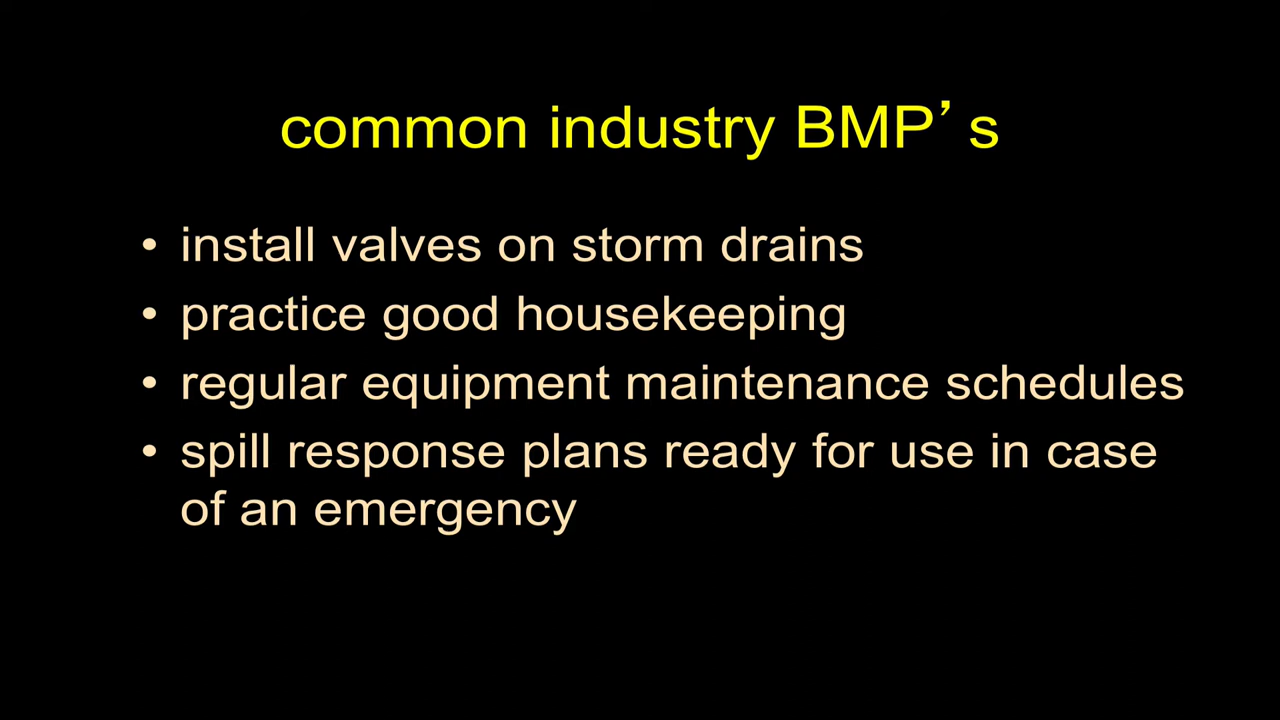 common industry BMP’s
• install valves on storm drains
• practice good housekeeping
• regular equipment maintenance schedules
• spill response plans ready for use in case
of an emergency